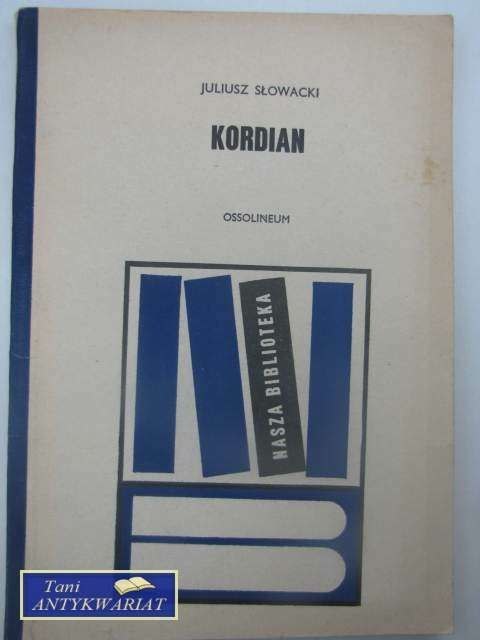 JULIUSZ SŁOWACKI
KORDIAN
OSSOLINEUM
NASZA BIBLIOTEKA
Tani
ANTYKWARIAT